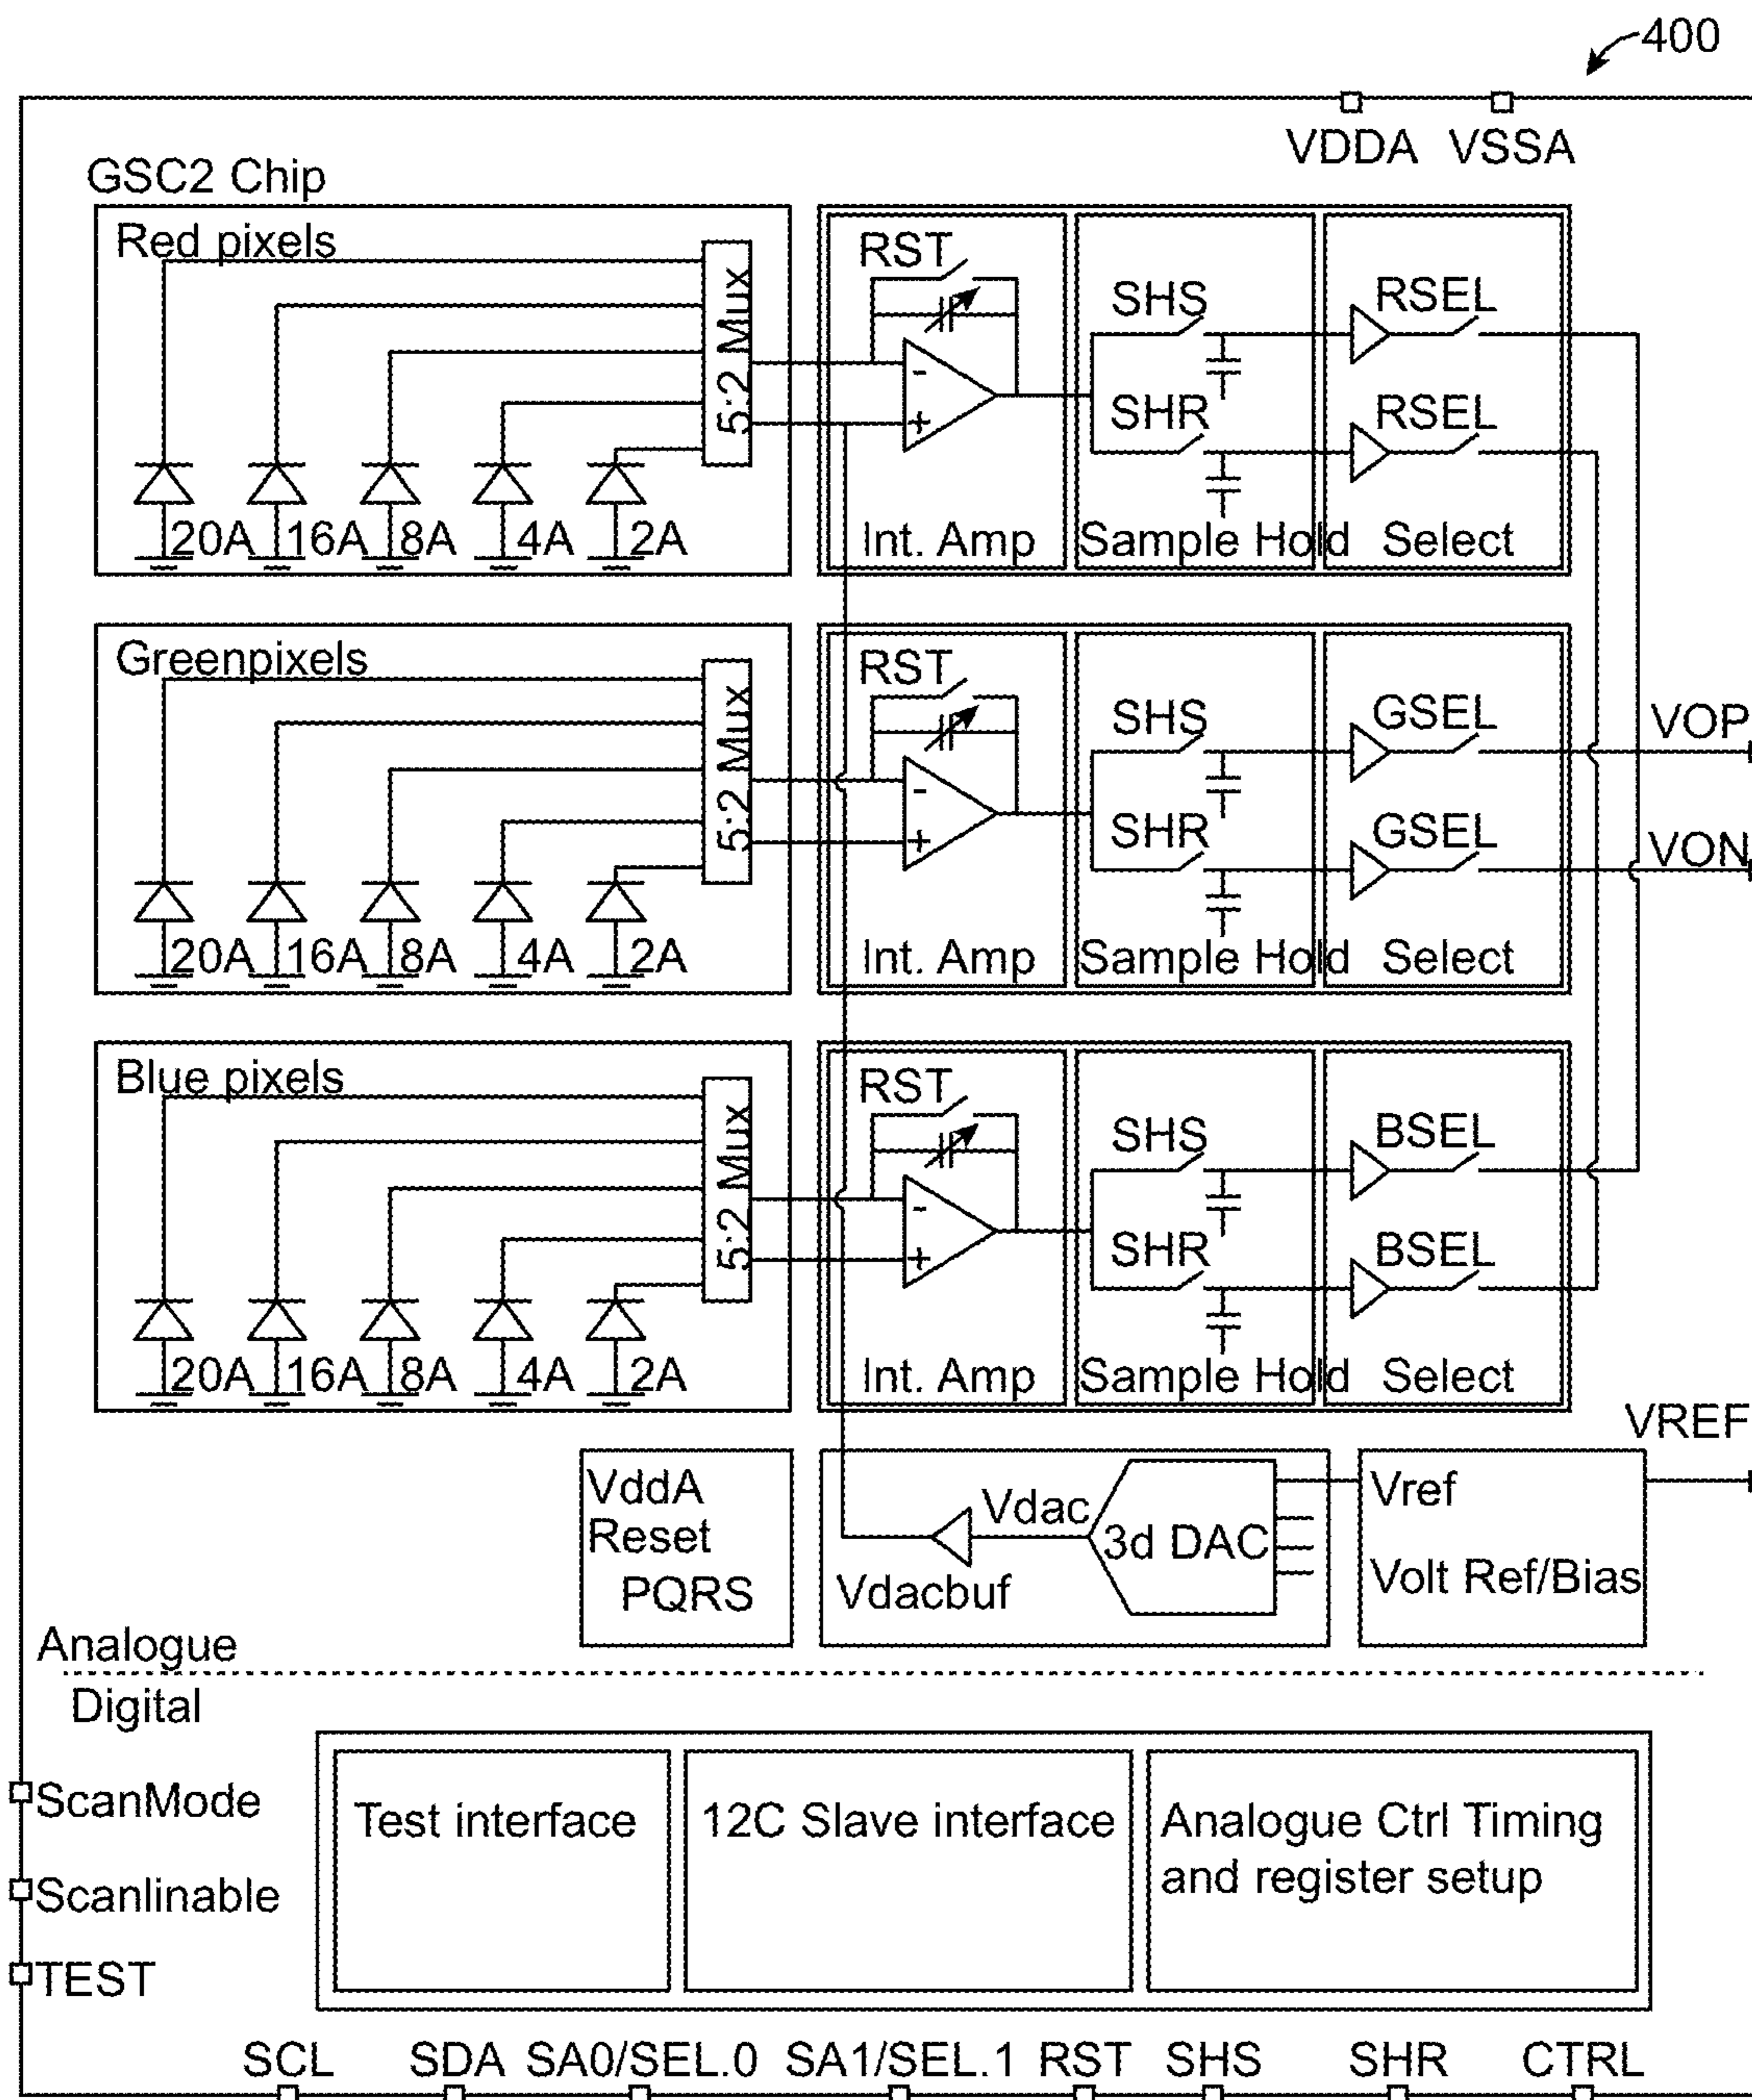 400
VDDA VSSA
GSC2 Chip
Red pixels
5:2 Mux
20A 16A 8A 4A 2A
RST
- 
+
Int. Amp
SHS
SHR
Sample Hold
RSEL
RSEL
Select
Greenpixels
5:2 Mux
20A 16A 8A 4A 2A
RST
-
+
Int. Amp
SHS
SHR
Sample Hold
GSEL
GSEL
Select
VOP
VON
Blue pixels
5:2 Mux
20A 16A 8A 4A 2A
RST
-
+
Int. Amp
SHS
SHR
Sample Hold
BSEL
BSEL
Select
VREF
VddA
Reset
PQRS
Vdac
3d DAC
Vdacbuf
Vref
Volt Ref/Bias
Analogue
Digital
ScanMode
Scanlinable
TEST
Test interface
12C Slave interface
Analogue Ctrl Timing
and register setup
SCL SDA SA0/SEL.0 SA1/SEL.1 RST SHS SHR CTRL